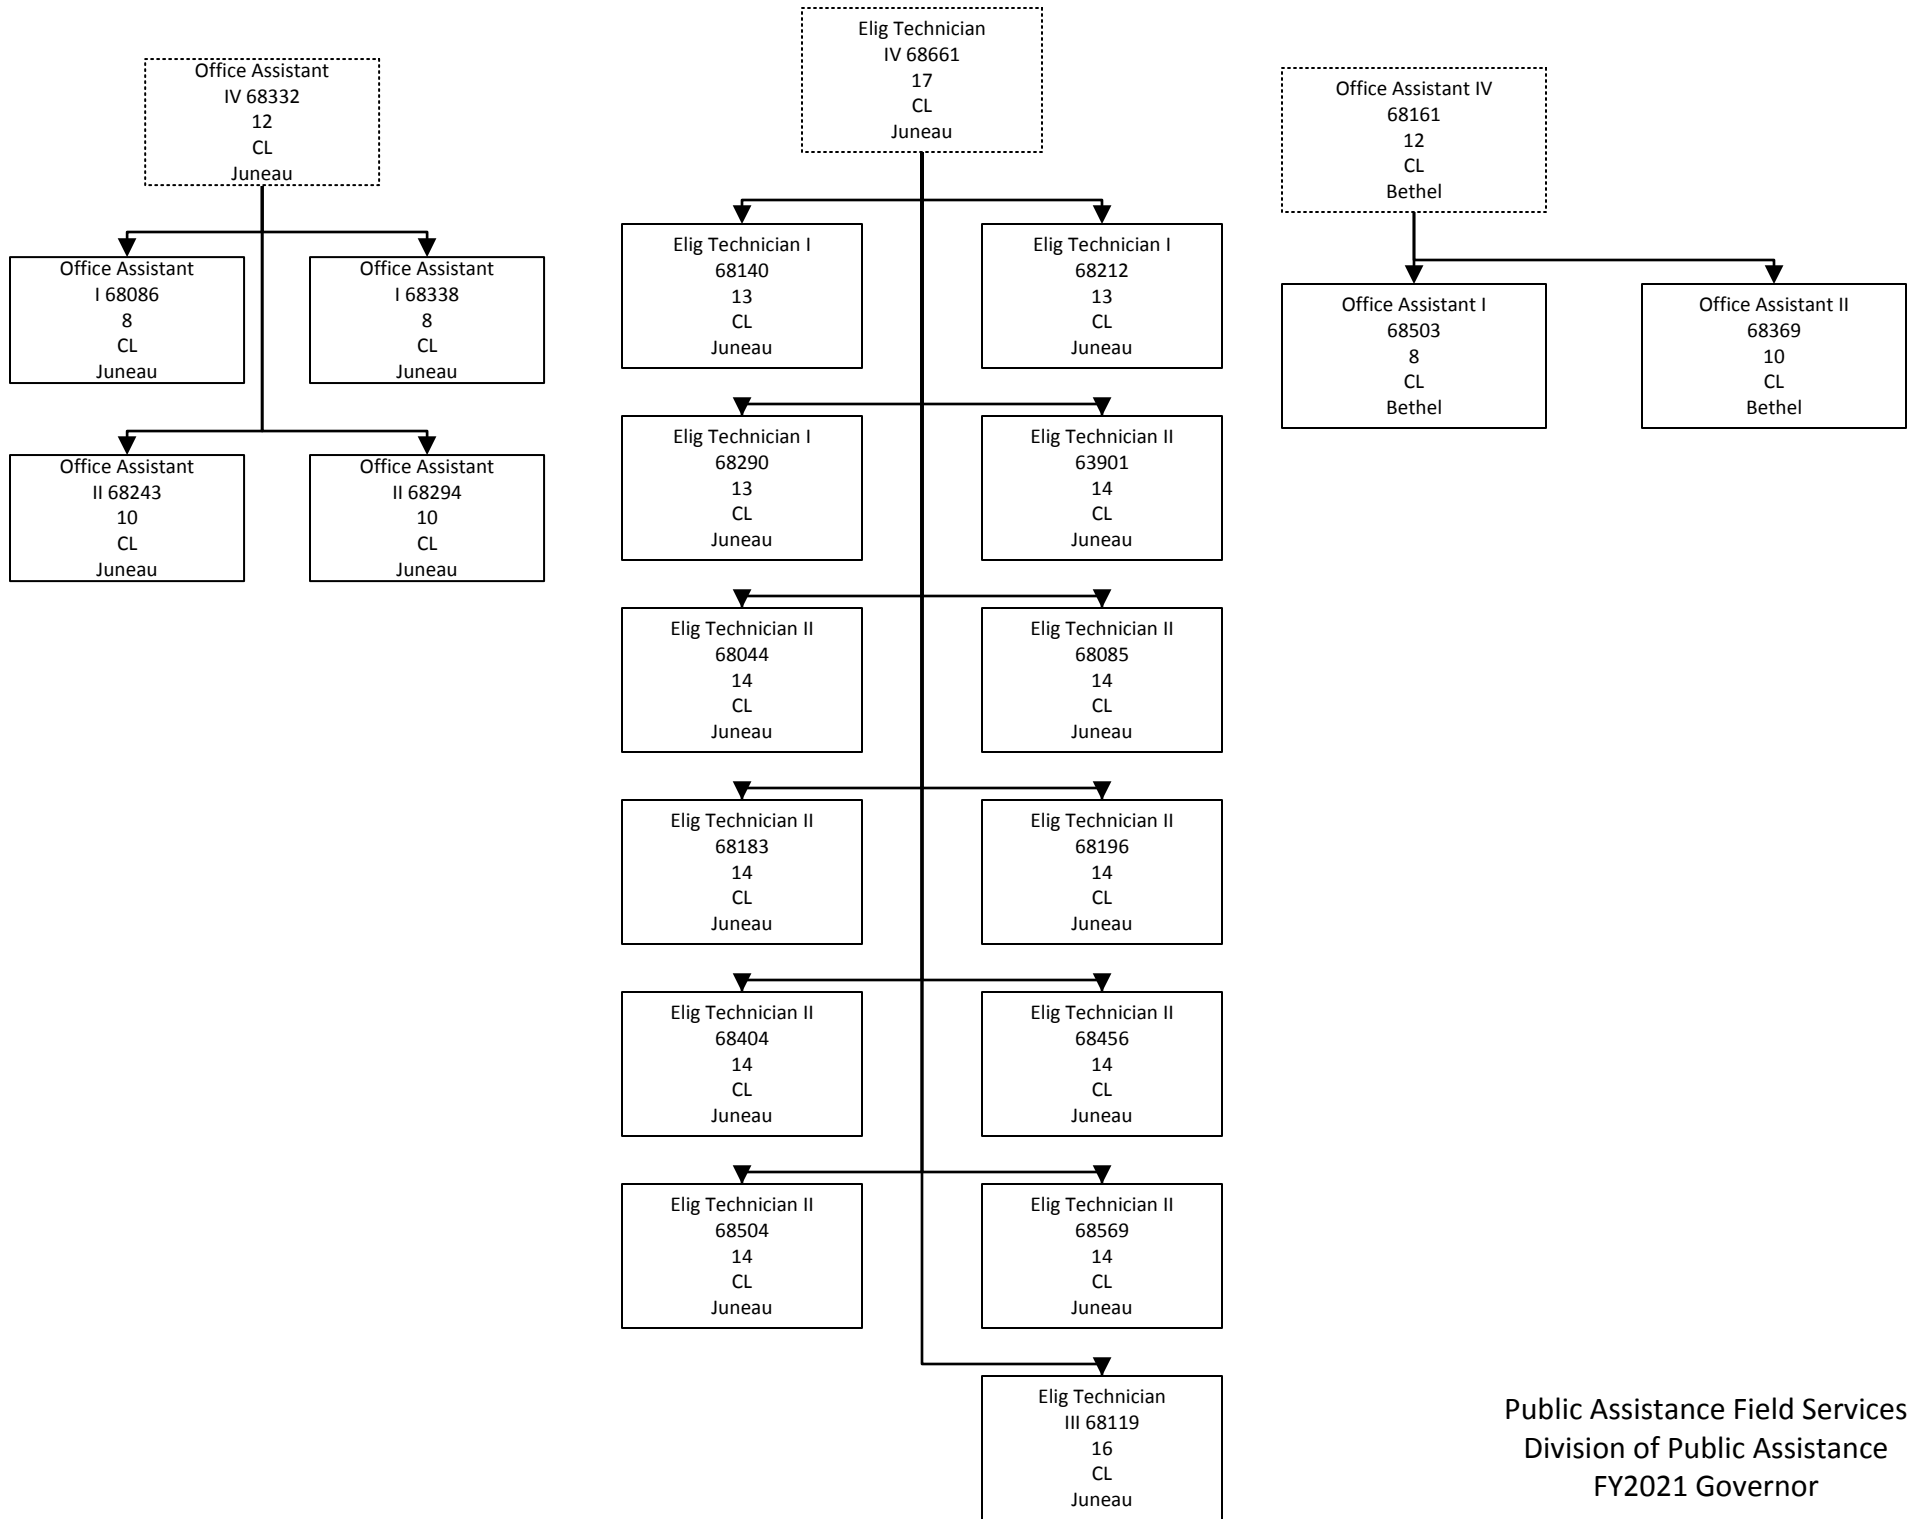 Office Assistant
IV 68332
12
CL
Juneau
Office Assistant
I 68086
8
CL
Juneau
Office Assistant
I 68338
8
CL
Juneau
Office Assistant
II 68243
10
CL
Juneau
Office Assistant
II 68294
10
CL
Juneau
Elig Technician
IV 68661
17
CL
Juneau
Elig Technician I
68140
13
CL
Juneau
Elig Technician I
68212
13
CL
Juneau
Elig Technician I
68290
13
CL
Juneau
Elig Technician II
63901
14
CL
Juneau
Elig Technician II
68044
14
CL
Juneau
Elig Technician II
68085
14
CL
Juneau
Elig Technician II
68183
14
CL
Juneau
Elig Technician II
68196
14
CL
Juneau
Elig Technician II
68404
14
CL
Juneau
Elig Technician II
68456
14
CL
Juneau
Elig Technician II
68504
14
CL
Juneau
Elig Technician II
68569
14
CL
Juneau
Elig Technician
III 68119
16
CL
Juneau
Office Assistant IV
68161
12
CL
Bethel
Office Assistant I
68503
8
CL
Bethel
Office Assistant II
68369
10
CL
Bethel
Public Assistance Field Services
Division of Public Assistance
FY2021 Governor